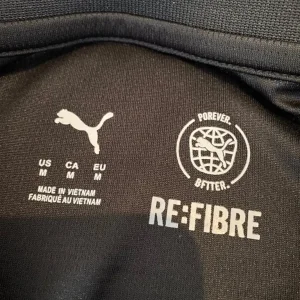 US CA EU
M M M
MADE IN VIETNAM
FABRIQUÉ AU VIETNAM
FOREVER.
BETTER.
RE:FIBRE